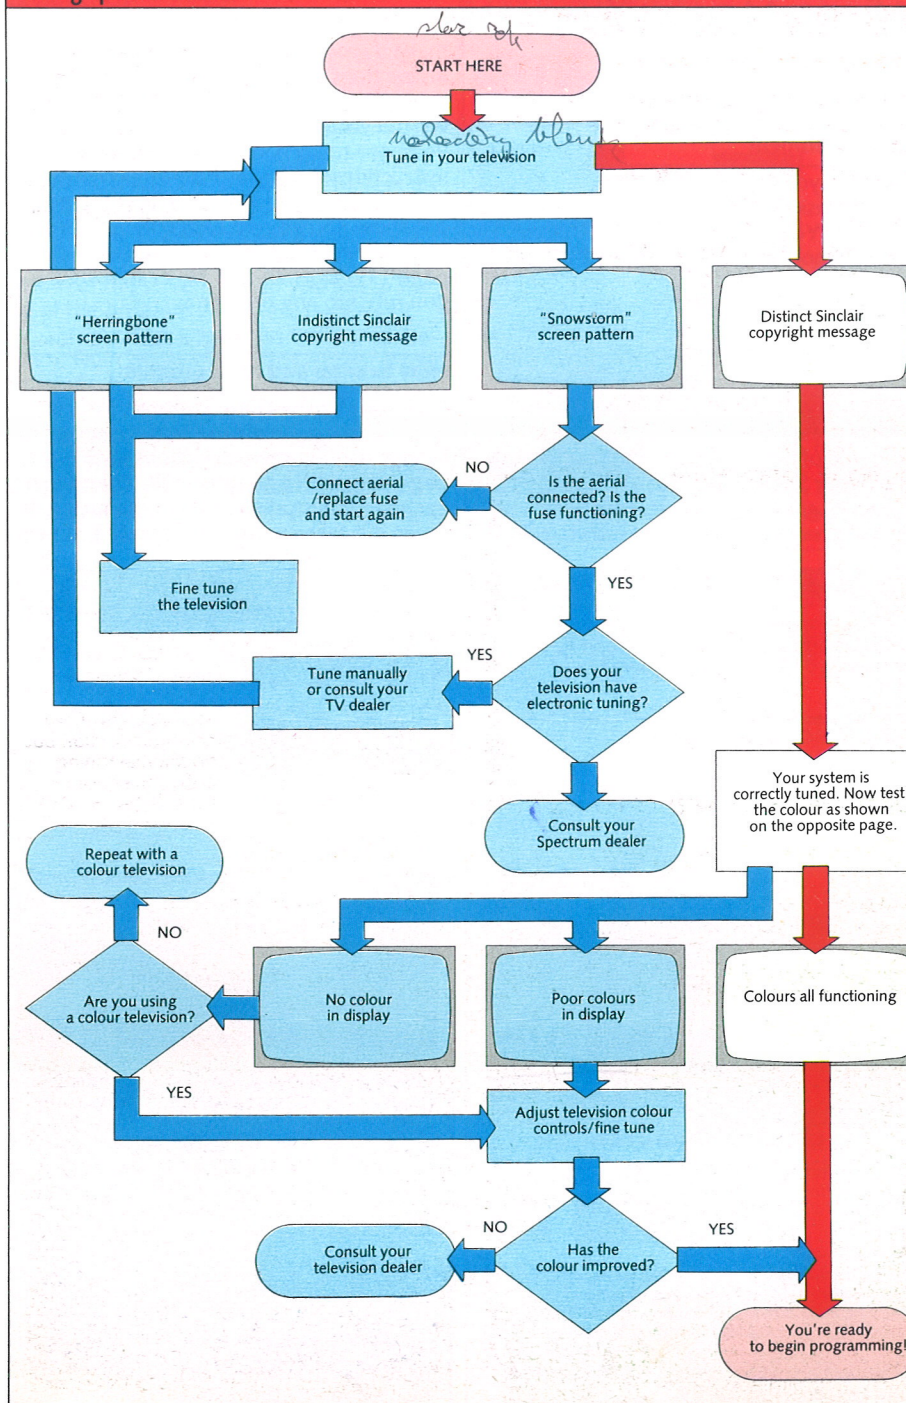 START HERE
Tune in your television
"Herringbone"
screen pattern
Indistinct Sinclair
copyright message
"Snowstorm"
screen pattern
Distinct Sinclair
copyright message
NO
Connect aerial
/replace fuse
and start again
Is the aerial
connected? Is the
fuse functioning?
YES
Fine tune
the television
YES
Tune manually
or consult your
TV dealer
Does your
television have
electronic tuning?
Your system is
correctly tuned. Now test
the colour as shown
on the opposite page.
Consult your
Spectrum dealer
Repeat with a
colour television
NO
Are you using
a colour television?
No colour
in display
Poor colours
in display
Colours all functioning
YES
Adjust television colour
controls/fine tune
NO
YES
Consult your
television dealer
Has the
colour improved?
You're ready
to begin programming!